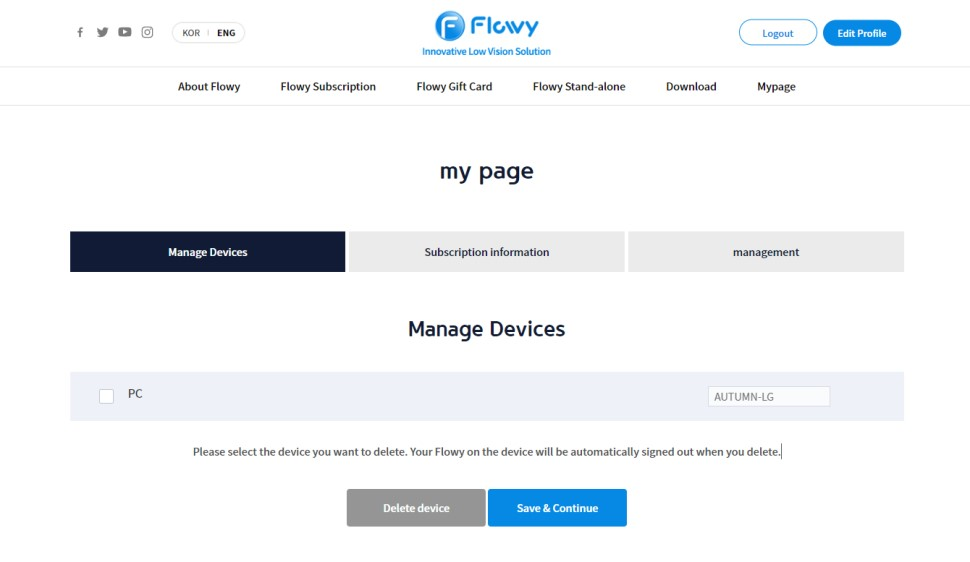 KOR | ENG
Flowy
Innovative Low Vision Solution
Logout
Edit Profile
About Flowy
Flowy Subscription
Flowy Gift Card
Flowy Stand-alone
Download
Mypage
my page
Manage Devices
Subscription information
management
Manage Devices
PC
AUTUMN-LG
Please select the device you want to delete. Your Flowy on the device will be automatically signed out when you delete.
Delete device
Save & Continue